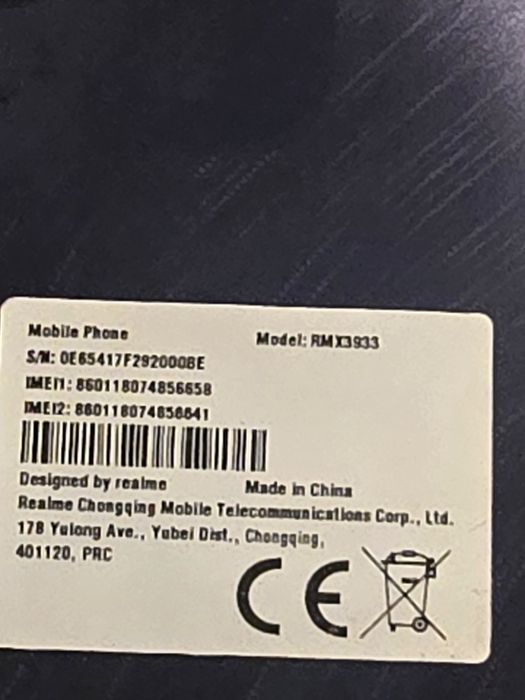 Mobile Phone
Model: RMX3933
S/N: 0E65417F2920008E
IMEI1: 860118074856658
IMEI2: 860118074856641
Designed by realme
Made in China
Realme Chongqing Mobile Telecommunications Corp., Ltd.
178 Yulong Ave., Yubei Dist., Chongqing,
401120, PRC
CE